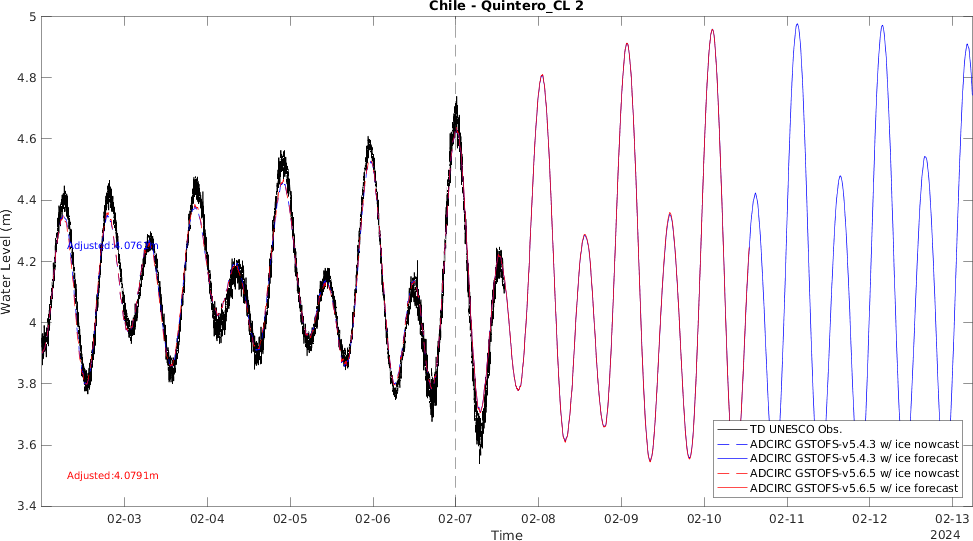 Chile - Quintero_CL 2
Water Level (m)
5
4.8
4.6
4.4
4.2
4
3.8
3.6
3.4
Adjusted:4.0761m
Adjusted:4.0791m
TD UNESCO Obs.
ADCIRC GSTOFS-v5.4.3 w/ ice nowcast
ADCIRC GSTOFS-v5.4.3 w/ ice forecast
ADCIRC GSTOFS-v5.6.5 w/ ice nowcast
ADCIRC GSTOFS-v5.6.5 w/ ice forecast
02-03 02-04 02-05 02-06 02-07 02-08 02-09 02-10 02-11 02-12 02-13
2024
Time